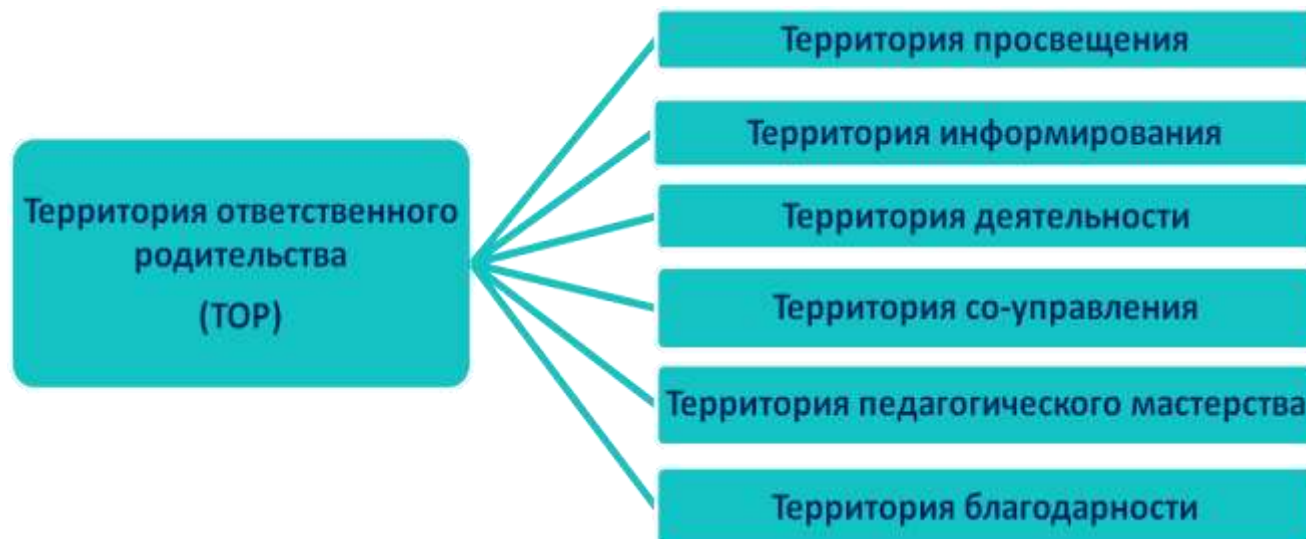 Территория ответственного
родительства
(ТОР)
Территория просвещения
Территория информирования
Территория деятельности
Территория со-управления
Территория педагогического мастерства
Территория благодарности